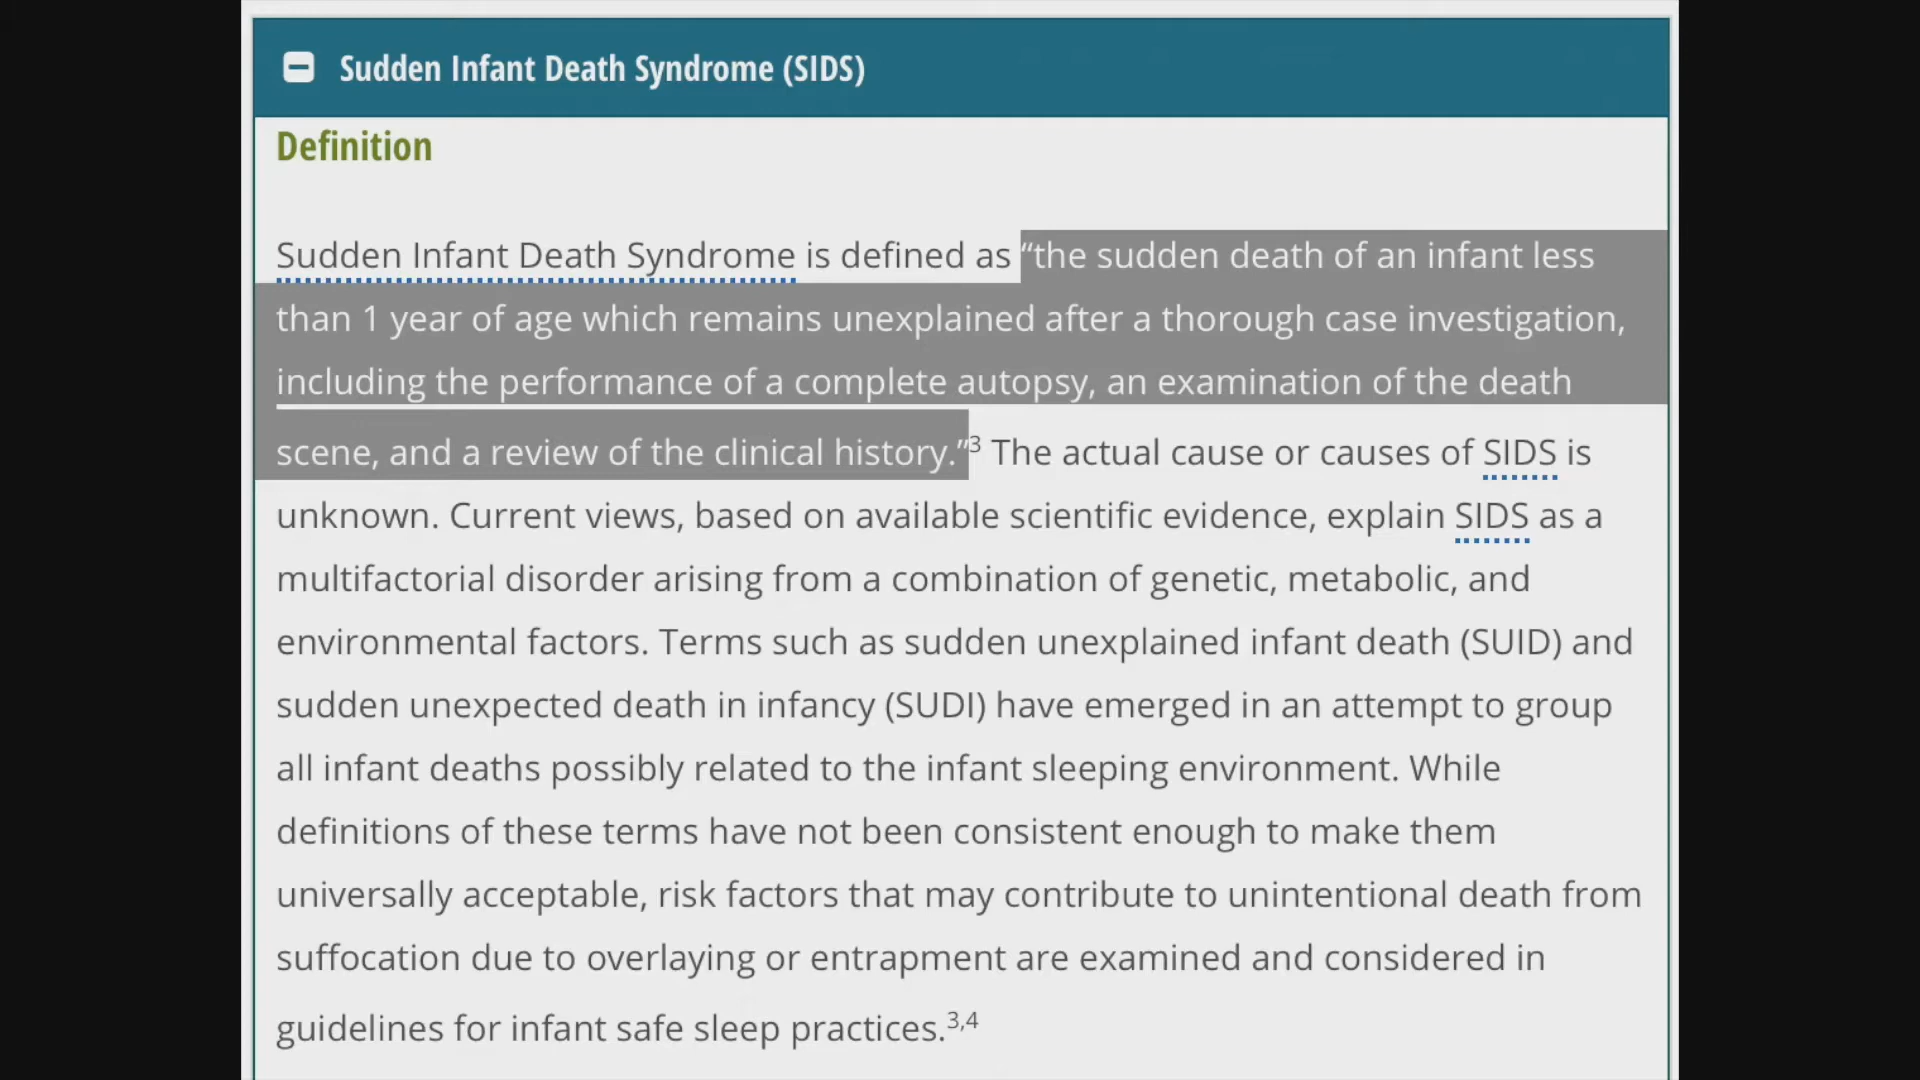 Sudden Infant Death Syndrome (SIDS)
Definition
Sudden Infant Death Syndrome is defined as “the sudden death of an infant less
than 1 year of age which remains unexplained after a thorough case investigation,
including the performance of a complete autopsy, an examination of the death
scene, and a review of the clinical history.”3 The actual cause or causes of SIDS is
unknown. Current views, based on available scientific evidence, explain SIDS as a
multifactorial disorder arising from a combination of genetic, metabolic, and
environmental factors. Terms such as sudden unexplained infant death (SUID) and
sudden unexpected death in infancy (SUDI) have emerged in an attempt to group
all infant deaths possibly related to the infant sleeping environment. While
definitions of these terms have not been consistent enough to make them
universally acceptable, risk factors that may contribute to unintentional death from
suffocation due to overlaying or entrapment are examined and considered in
guidelines for infant safe sleep practices.3,4